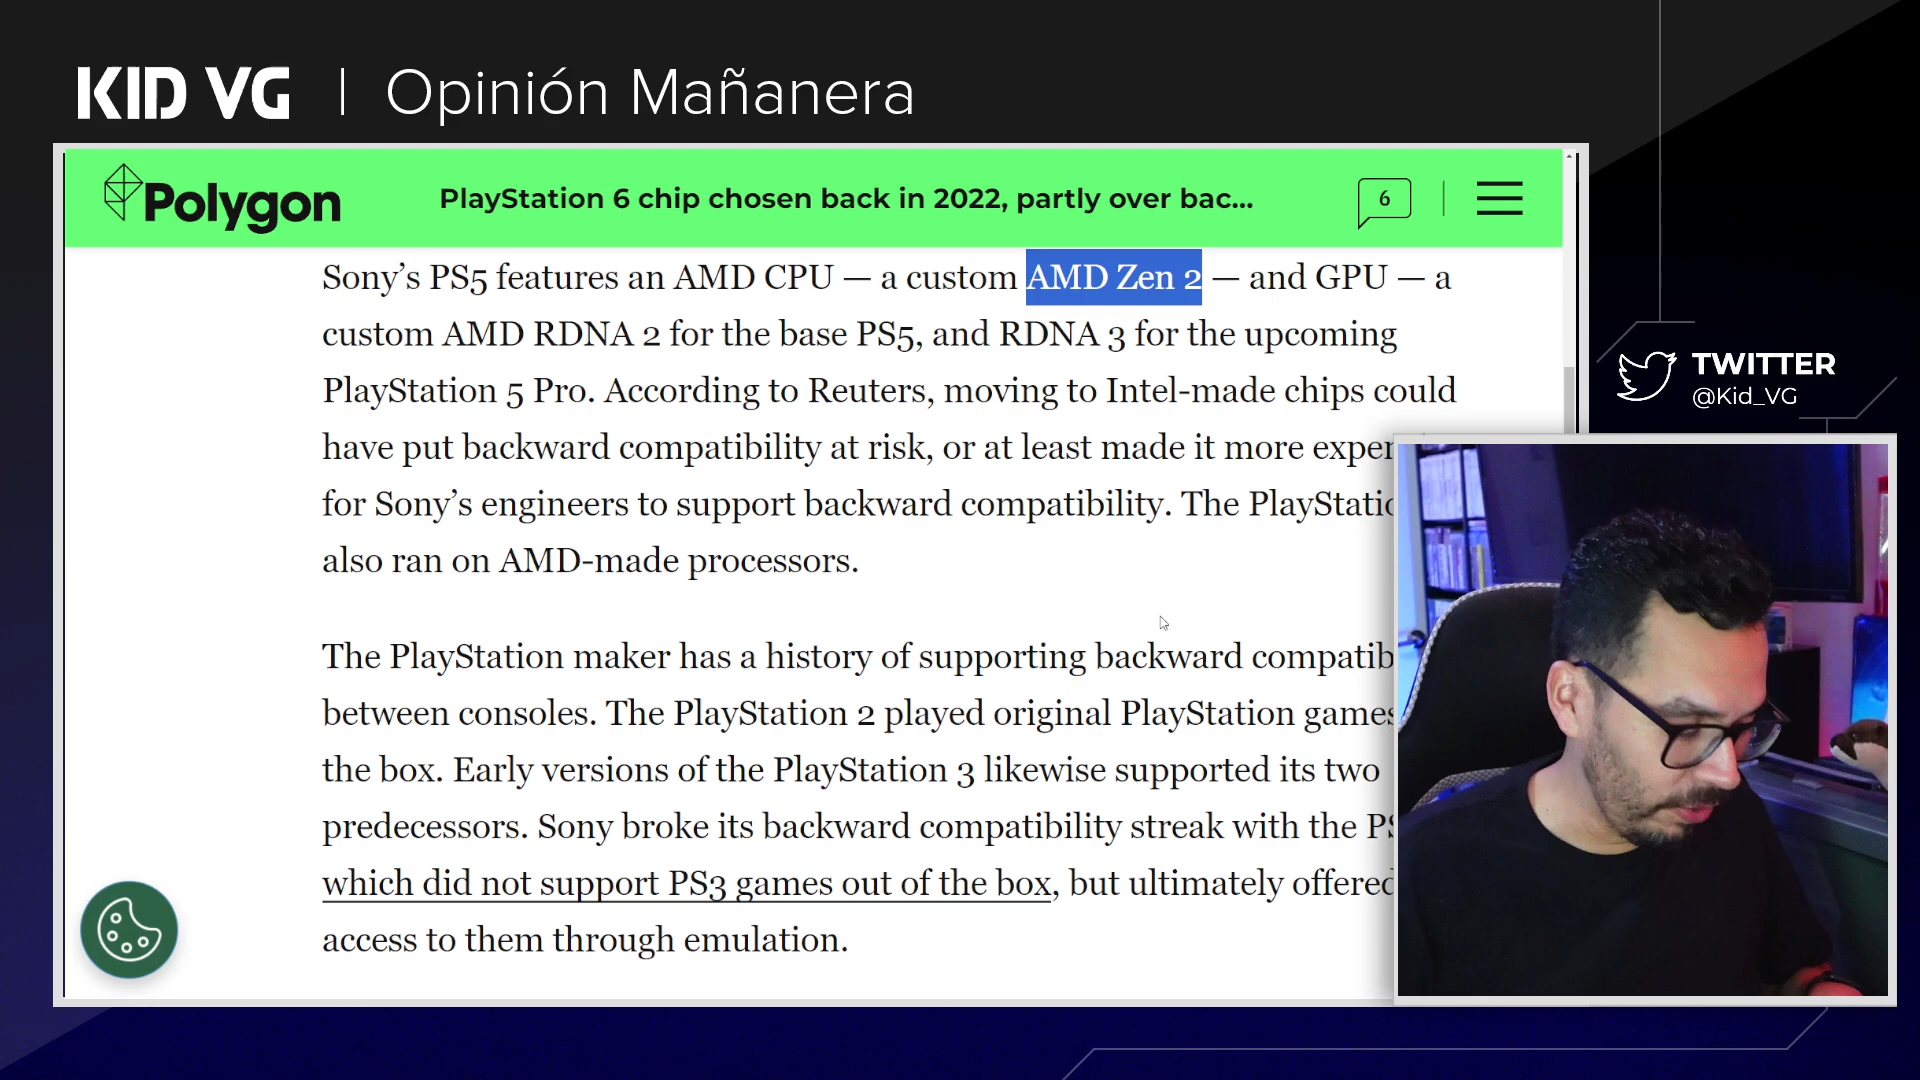 KID VG | Opinión Mañanera
Polygon
PlayStation 6 chip chosen back in 2022, partly over bac...
6
Sony’s PS5 features an AMD CPU — a custom AMD Zen 2 — and GPU — a
custom AMD RDNA 2 for the base PS5, and RDNA 3 for the upcoming
PlayStation 5 Pro. According to Reuters, moving to Intel-made chips could
have put backward compatibility at risk, or at least made it more exper
for Sony’s engineers to support backward compatibility. The PlayStatio
also ran on AMD-made processors.
The PlayStation maker has a history of supporting backward compatib
between consoles. The PlayStation 2 played original PlayStation games
the box. Early versions of the PlayStation 3 likewise supported its two
predecessors. Sony broke its backward compatibility streak with the PS
which did not support PS3 games out of the box, but ultimately offered
access to them through emulation.
TWITTER
@Kid_VG